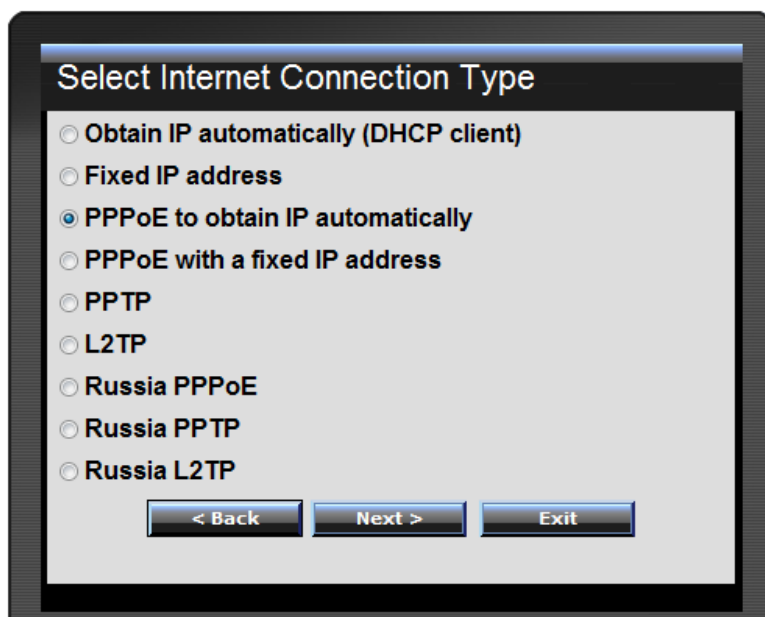 Select Internet Connection Type
Obtain IP automatically (DHCP client)
Fixed IP address
PPPoE to obtain IP automatically
PPPoE with a fixed IP address
PPTP
L2TP
Russia PPPoE
Russia PPTP
Russia L2TP
< Back Next > Exit